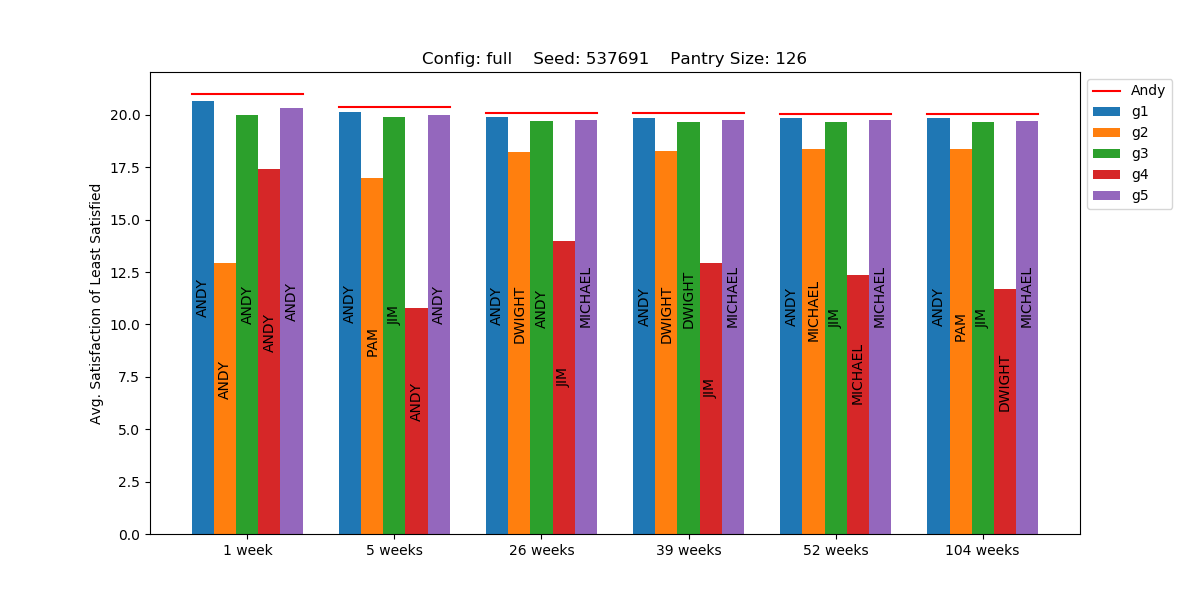 Config: full    Seed: 537691    Pantry Size: 126
Avg. Satisfaction of Least Satisfied
20.0
17.5
15.0
12.5
10.0
7.5
5.0
2.5
0.0
ANDY
ANDY
ANDY
ANDY
ANDY
ANDY
PAM
JIM
ANDY
ANDY
ANDY
DWIGHT
ANDY
JIM
MICHAEL
ANDY
DWIGHT
DWIGHT
JIM
MICHAEL
ANDY
MICHAEL
JIM
MICHAEL
MICHAEL
ANDY
PAM
JIM
DWIGHT
MICHAEL
1 week
5 weeks
26 weeks
39 weeks
52 weeks
104 weeks
Andy
g1
g2
g3
g4
g5